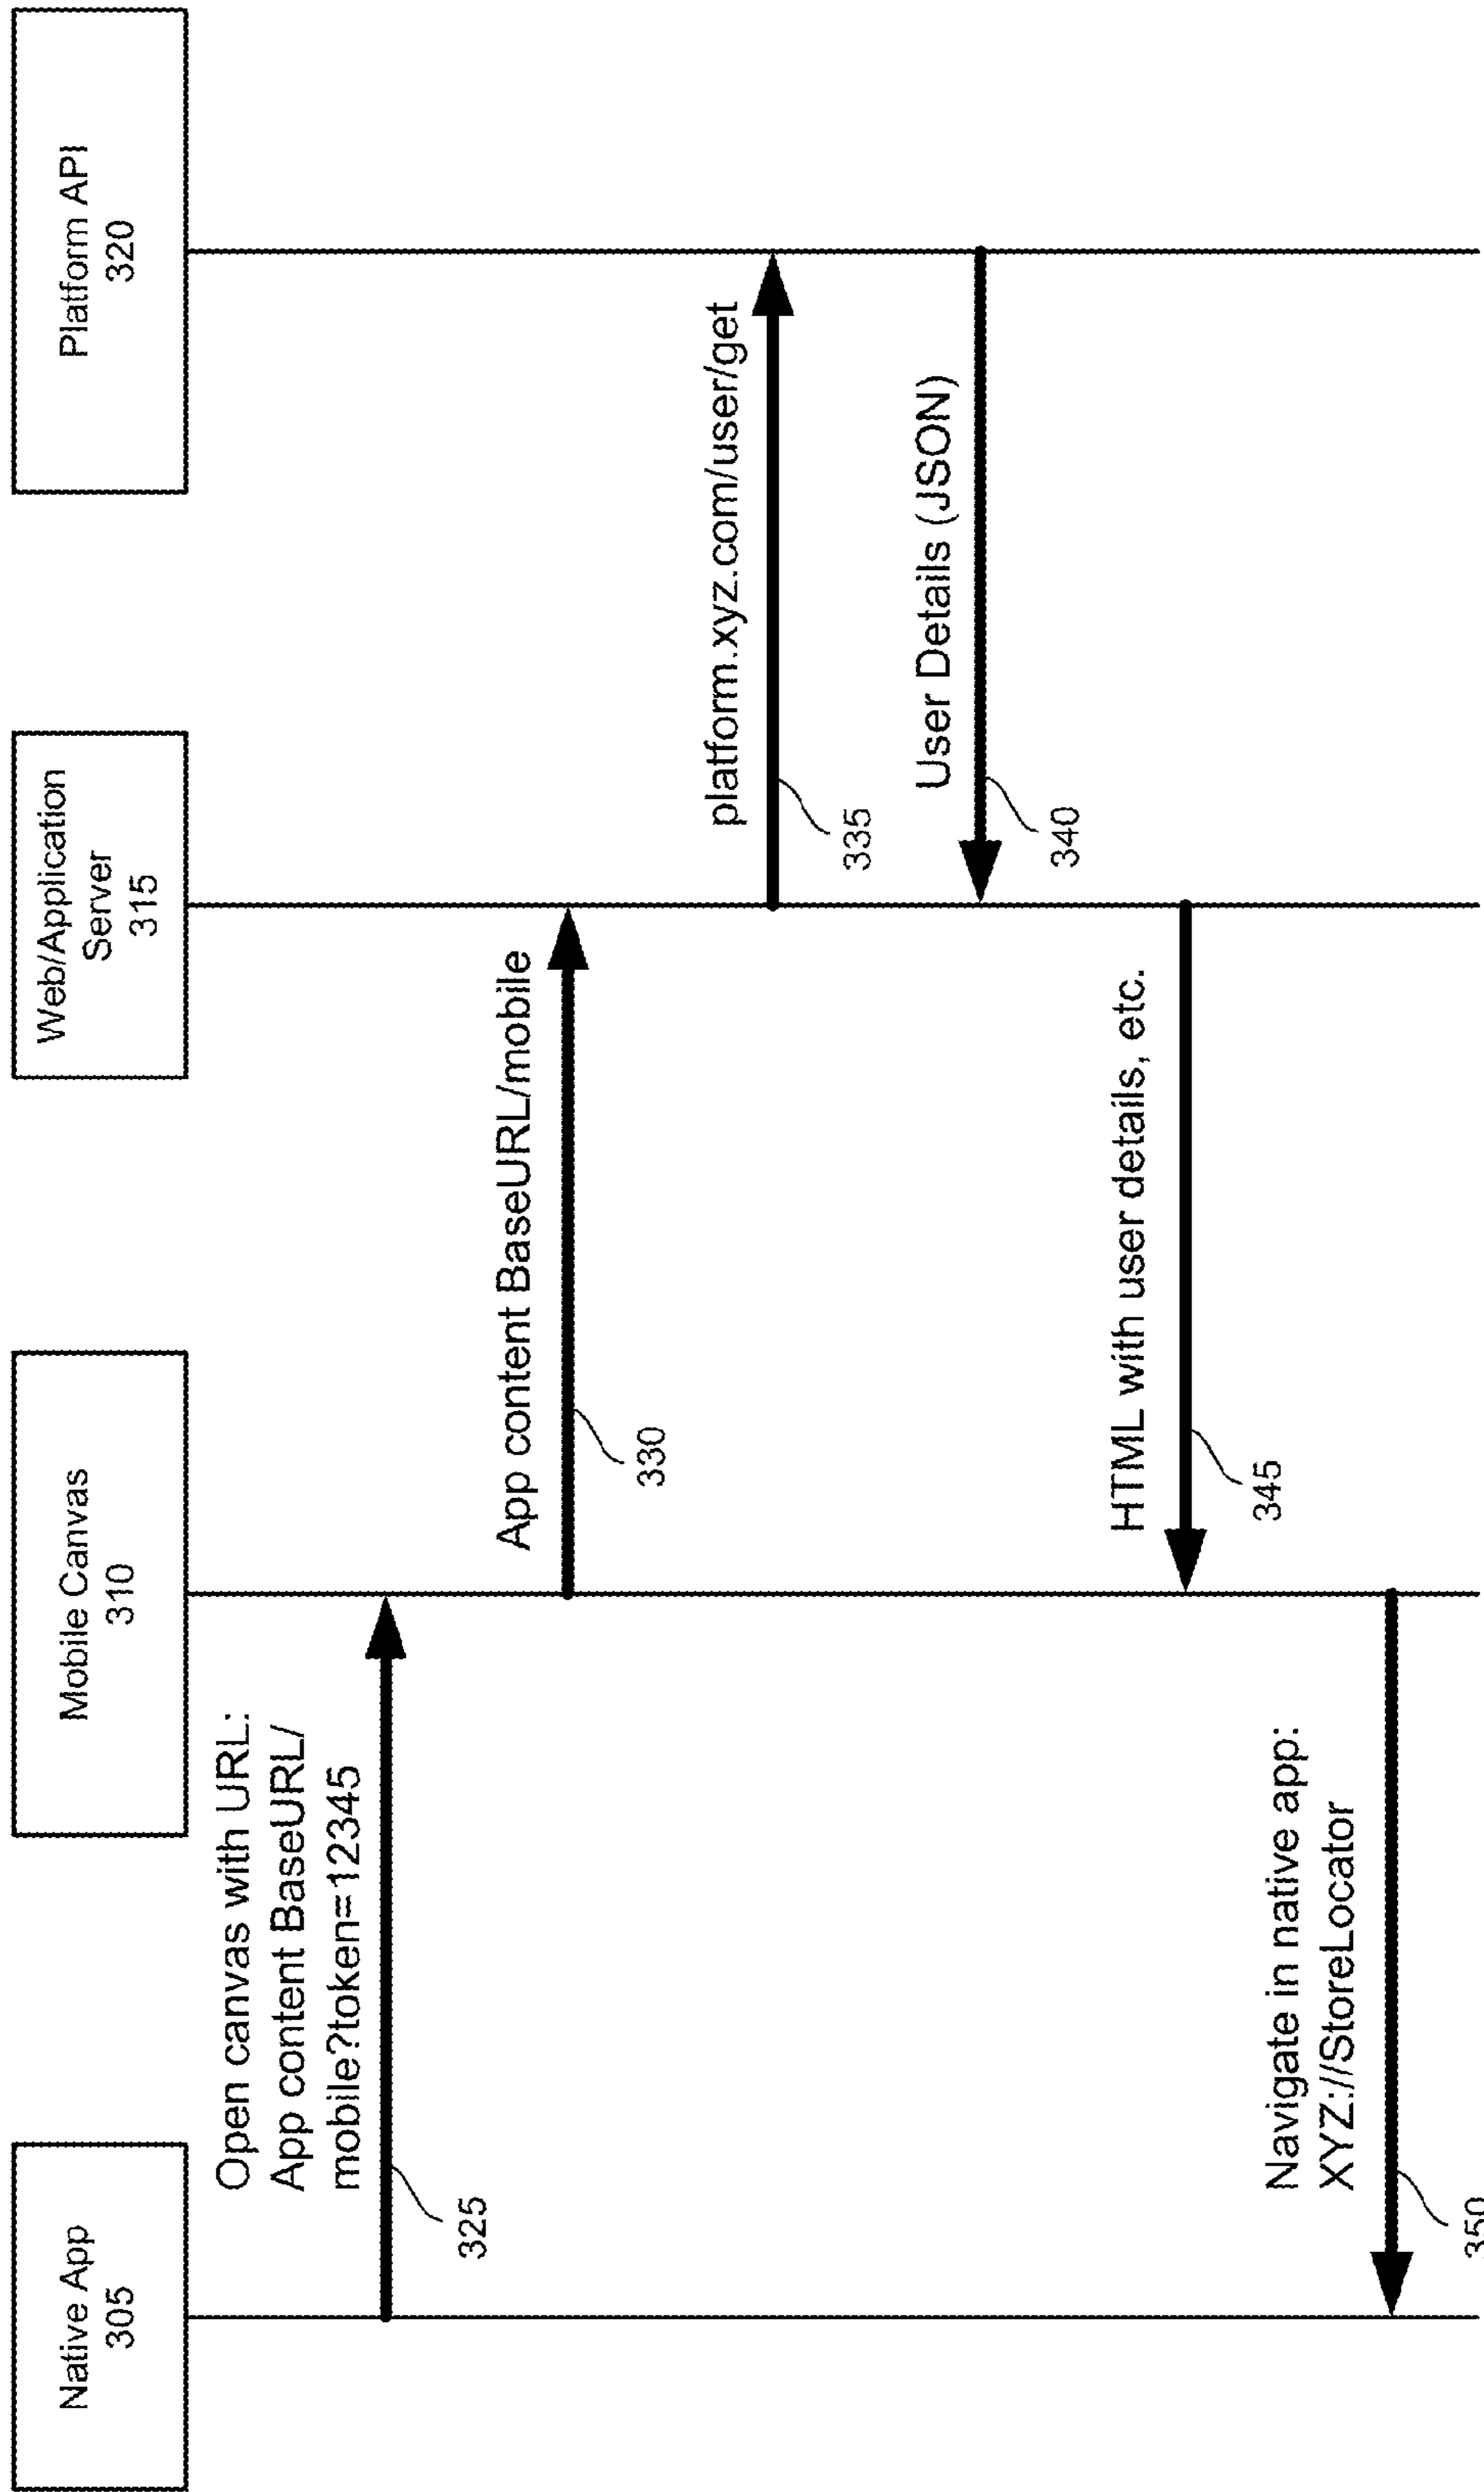 Native App
305
Mobile Canvas
310
Web/Application
Server
315
Platform API
320
Open canvas with URL:
App content BaseURL/
mobile?token=12345
325
App content BaseURL/mobile
330
platform.xyz.com/user/get
335
User Details (JSON)
340
HTML with user details, etc.
345
Navigate in native app:
XYZ://StoreLocator
350